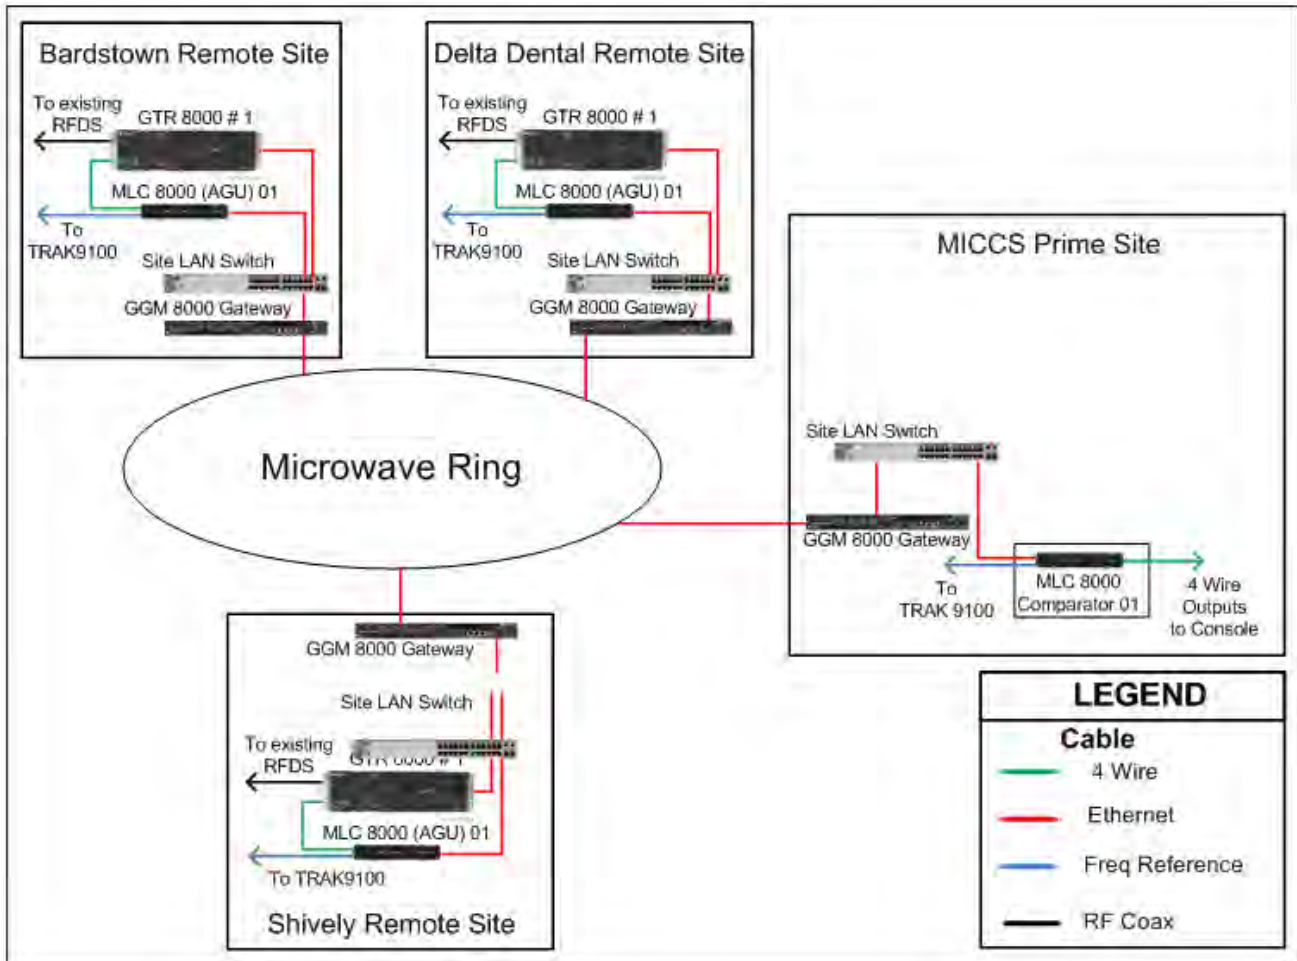 Bardstown Remote Site
To existing
RFDS
GTR 8000 # 1
MLC 8000 (AGU) 01
To
TRAK9100
Site LAN Switch
GGM 8000 Gateway
Delta Dental Remote Site
To existing
RFDS
GTR 8000 # 1
MLC 8000 (AGU) 01
To
TRAK9100
Site LAN Switch
GGM 8000 Gateway
MICCS Prime Site
Site LAN Switch
GGM 8000 Gateway
To
TRAK 9100
MLC 8000
Comparator 01
4 Wire
Outputs
to Console
Microwave Ring
GGM 8000 Gateway
Site LAN Switch
To existing
RFDS
GTR 8000 # 1
MLC 8000 (AGU) 01
To TRAK9100
Shively Remote Site
LEGEND
Cable
4 Wire
Ethernet
Freq Reference
RF Coax